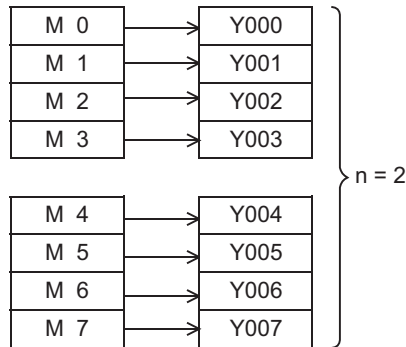 M 0 Y000
M 1 Y001
M 2 Y002
M 3 Y003
n = 2
M 4 Y004
M 5 Y005
M 6 Y006
M 7 Y007